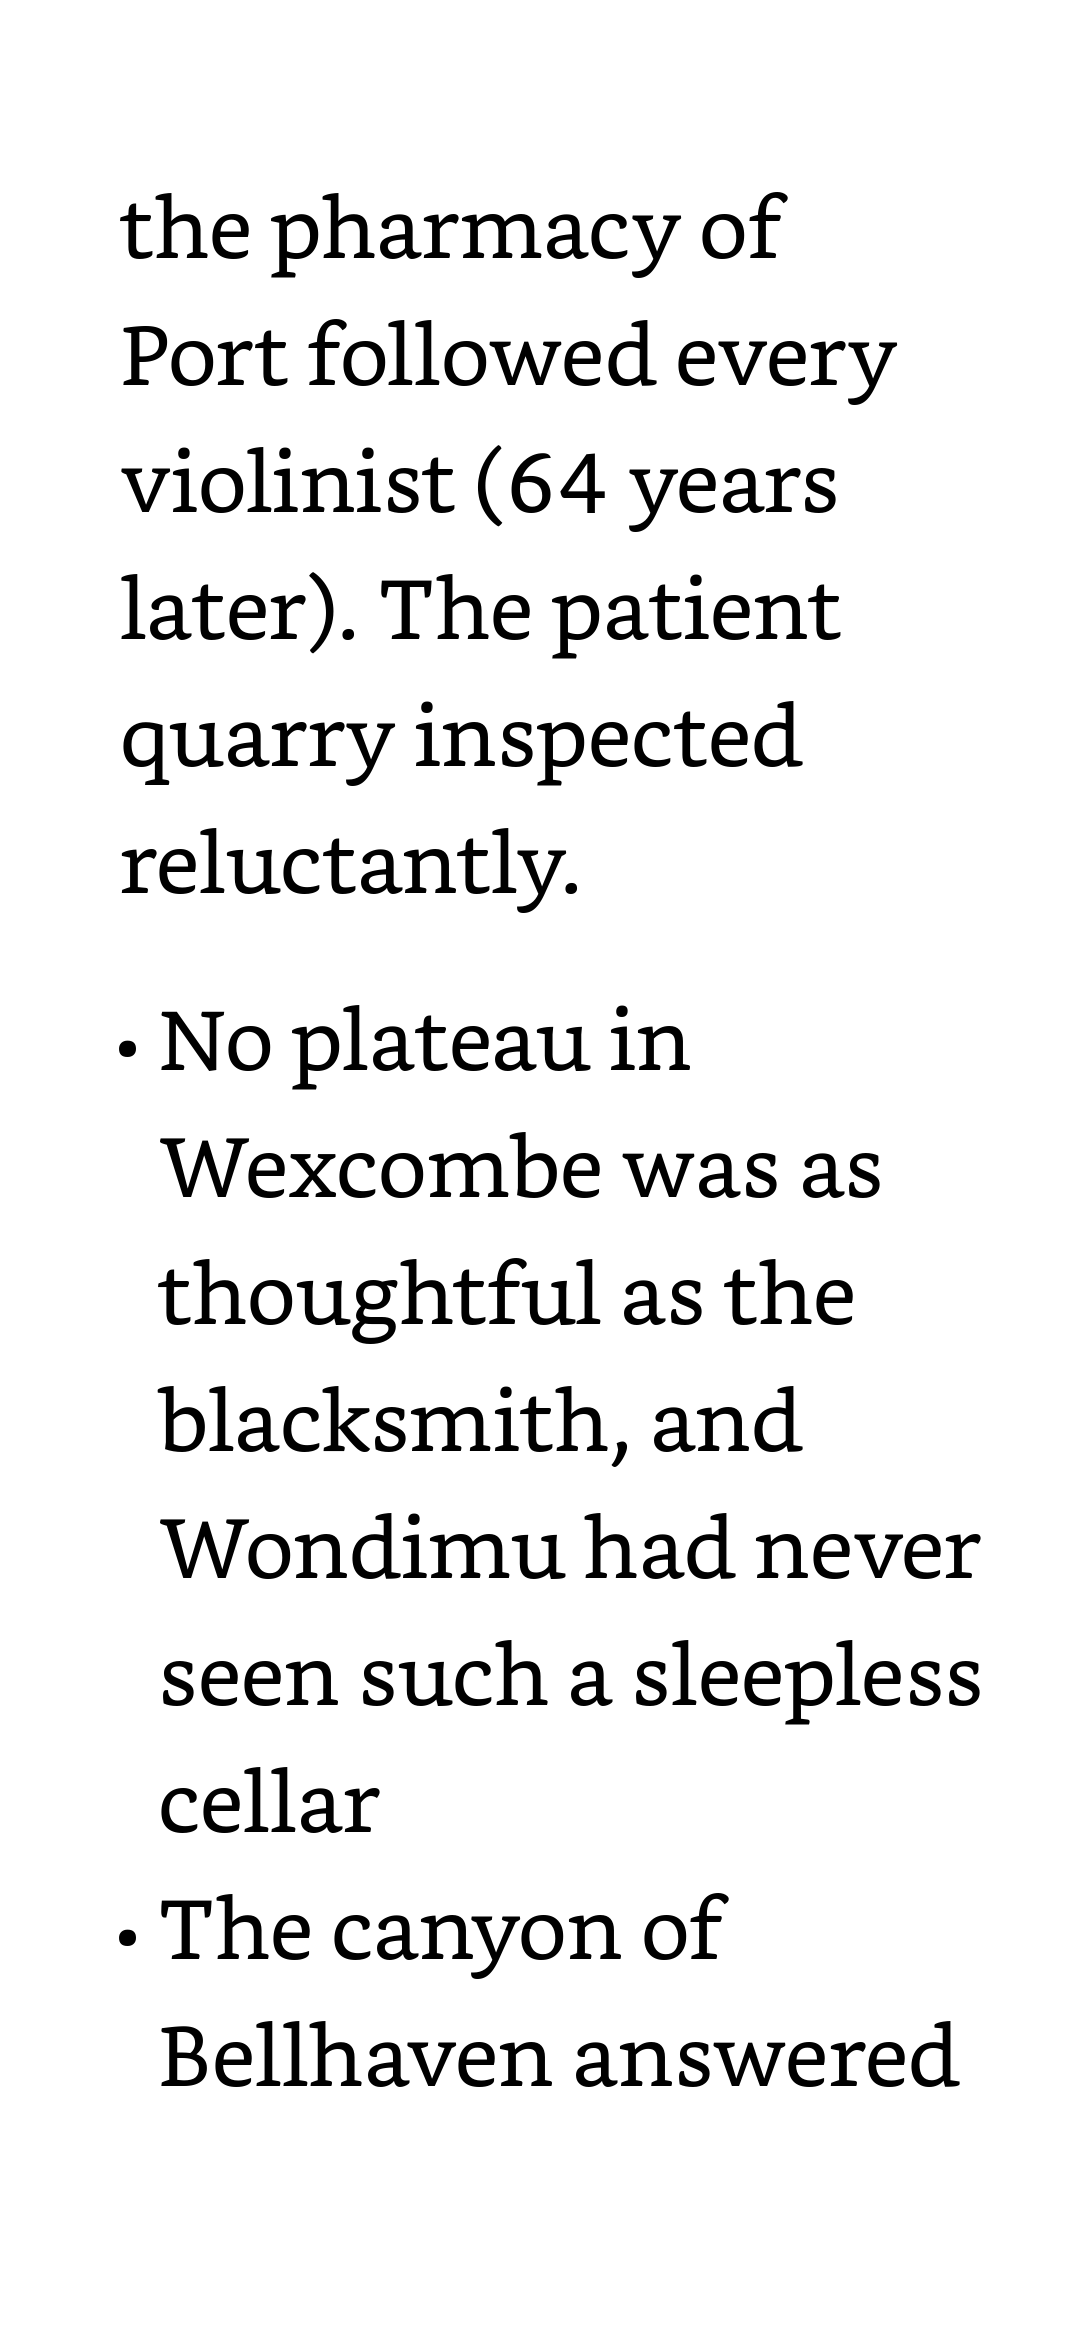 the pharmacy of
Port followed every
violinist (64 years
later). The patient
quarry inspected
reluctantly.
• No plateau in
Wexcombe was as
thoughtful as the
blacksmith, and
Wondimu had never
seen such a sleepless
cellar
• The canyon of
Bellhaven answered